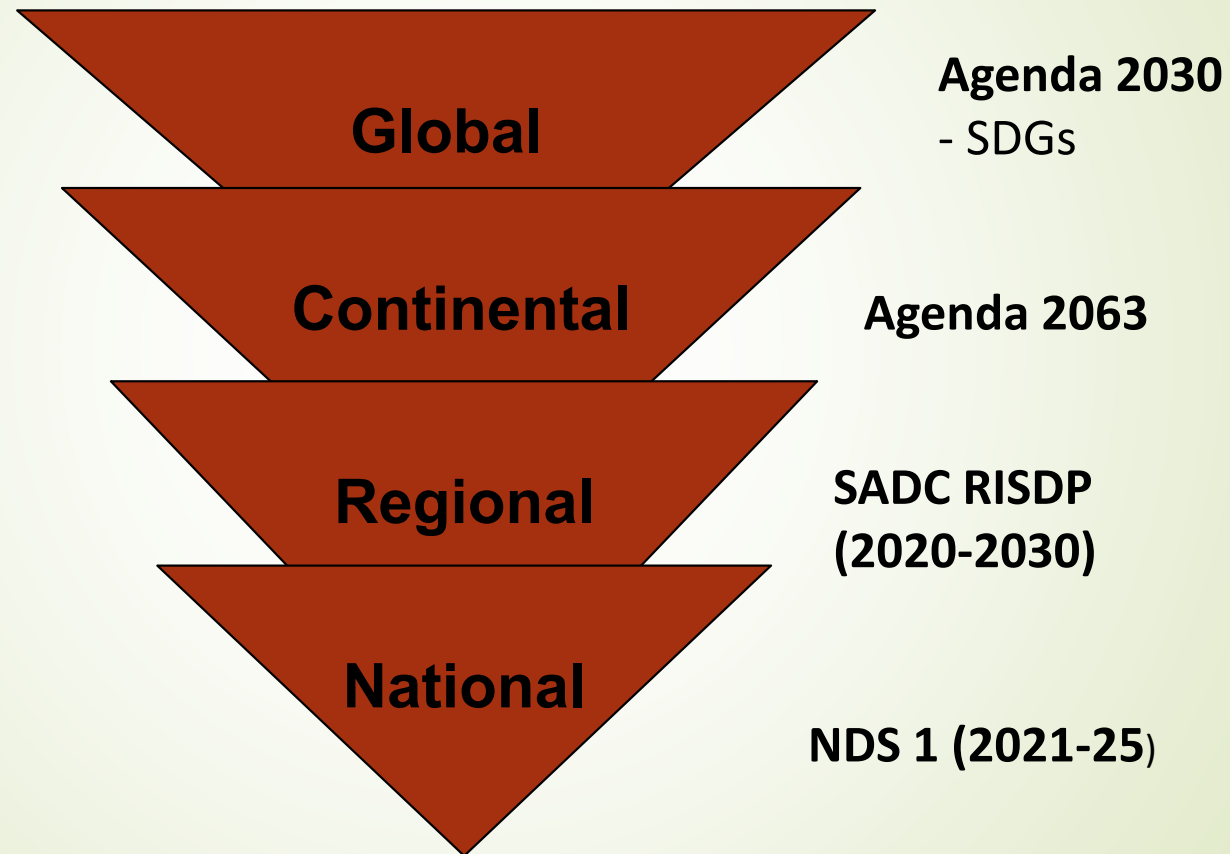 Global
Agenda 2030
- SDGs
Continental
Agenda 2063
Regional
SADC RISDP
(2020-2030)
National
NDS 1 (2021-25)